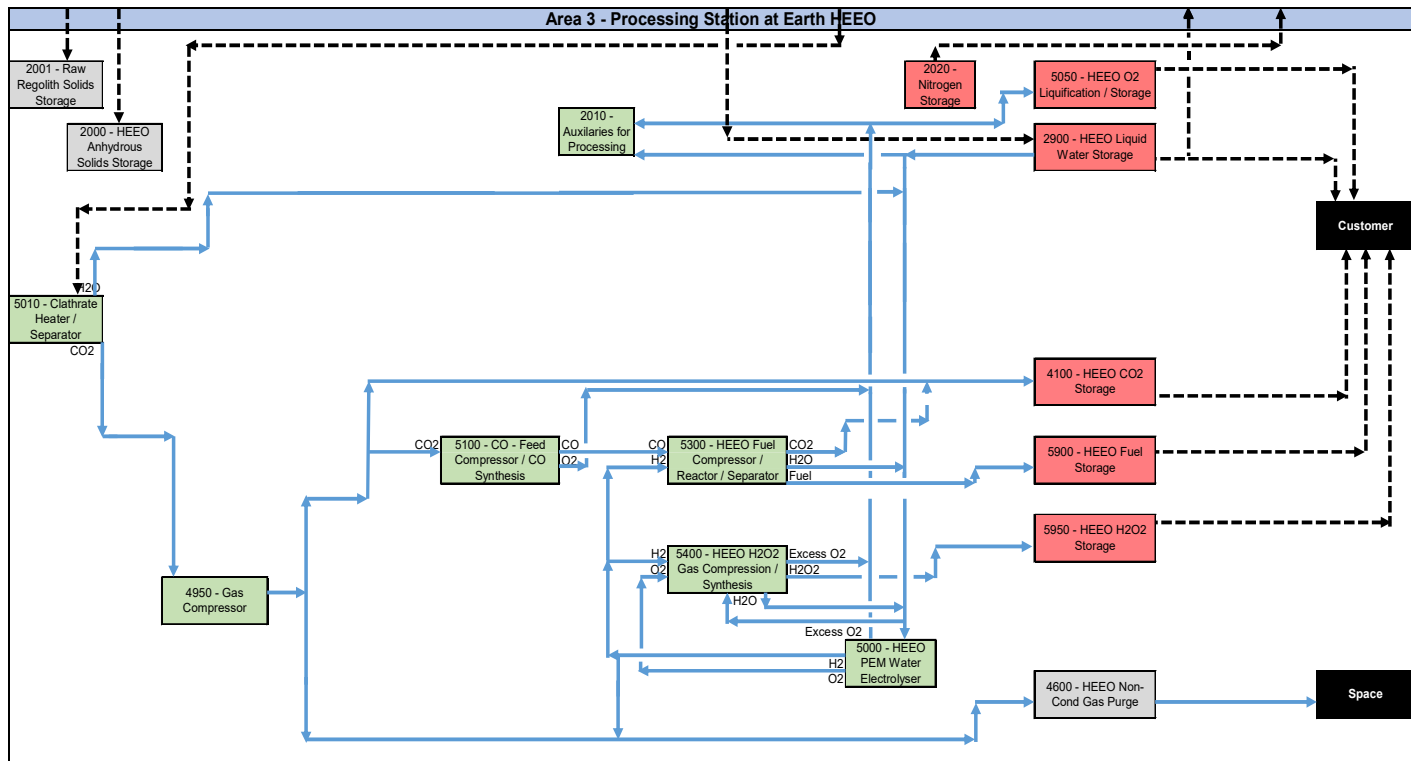 Area 3 - Processing Station at Earth HEEO
2001 - Raw
Regolith Solids
Storage
2000 - HEEO
Anhydrous
Solids Storage
2010 -
Auxilaries for
Processing
2020 -
Nitrogen
Storage
5050 - HEEO O2
Liquification / Storage
2900 - HEEO Liquid
Water Storage
Customer
H2O
5010 - Clathrate
Heater /
Separator
CO2
4100 - HEEO CO2
Storage
CO2
5100 - CO - Feed
Compressor / CO
Synthesis
CO
O2
CO
H2
5300 - HEEO Fuel
Compressor /
Reactor / Separator
CO2
H2O
Fuel
5900 - HEEO Fuel
Storage
5950 - HEEO H2O2
Storage
H2
O2
5400 - HEEO H2O2
Gas Compression /
Synthesis
Excess O2
H2O2
H2O
4950 - Gas
Compressor
Excess O2
H2
O2
5000 - HEEO
PEM Water
Electrolyser
4600 - HEEO Non-
Cond Gas Purge
Space